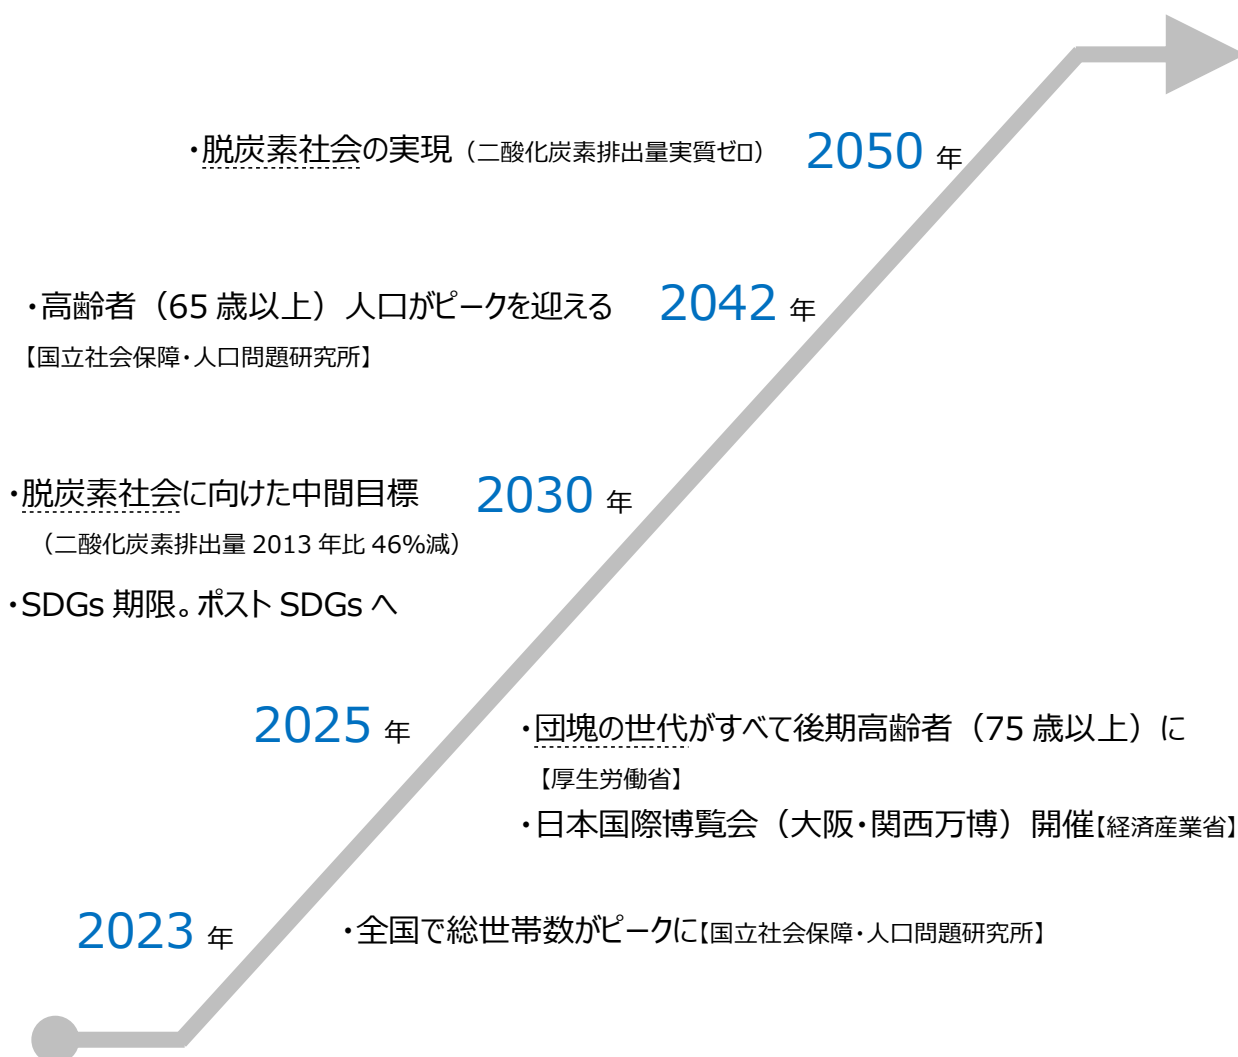 ・脱炭素社会の実現（二酸化炭素排出量実質ゼロ） 2050 年
・高齢者（65 歳以上）人口がピークを迎える 2042 年
【国立社会保障・人口問題研究所】
・脱炭素社会に向けた中間目標 2030 年
（二酸化炭素排出量 2013 年比 46%減）
・SDGs 期限。ポスト SDGs へ
2025 年 ・団塊の世代がすべて後期高齢者（75 歳以上）に
【厚生労働省】
・日本国際博覧会（大阪・関西万博）開催【経済産業省】
2023 年 ・全国で総世帯数がピークに【国立社会保障・人口問題研究所】